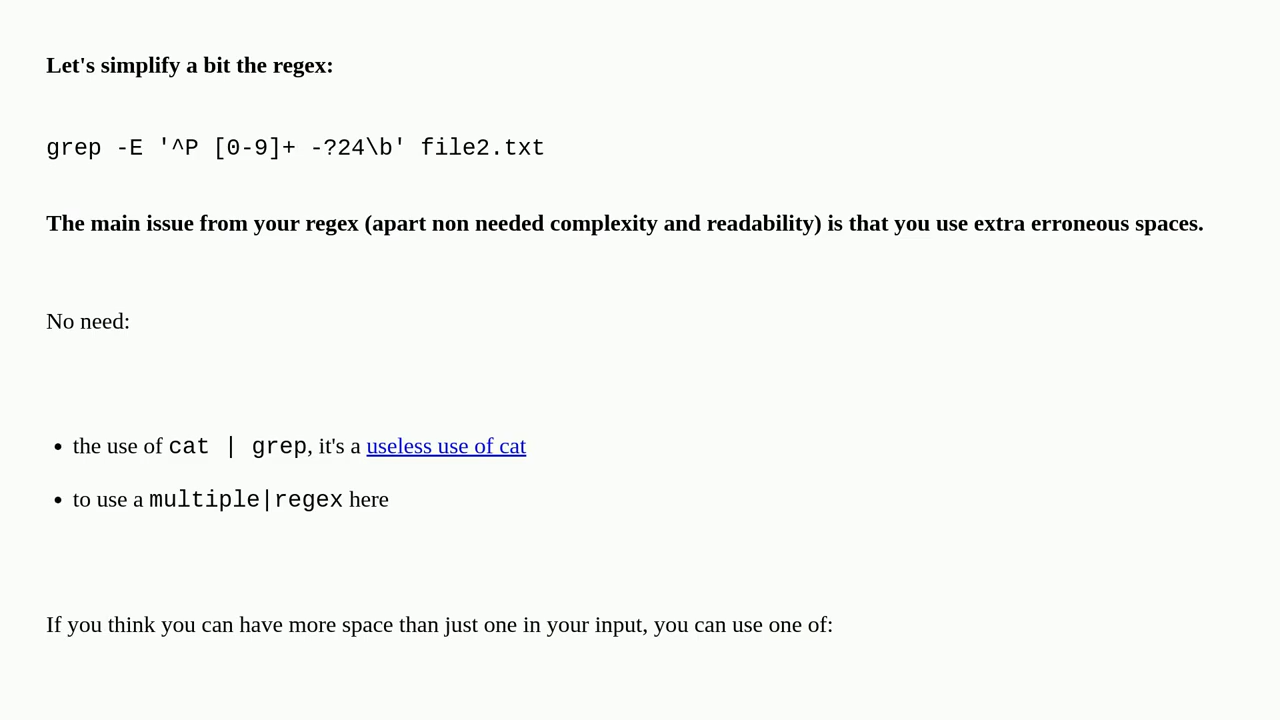 Let's simplify a bit the regex:
grep -E '^P [0-9]+ -?24\b' file2.txt
The main issue from your regex (apart non needed complexity and readability) is that you use extra erroneous spaces.
No need:
• the use of cat | grep, it's a useless use of cat
• to use a multiple|regex here
If you think you can have more space than just one in your input, you can use one of: